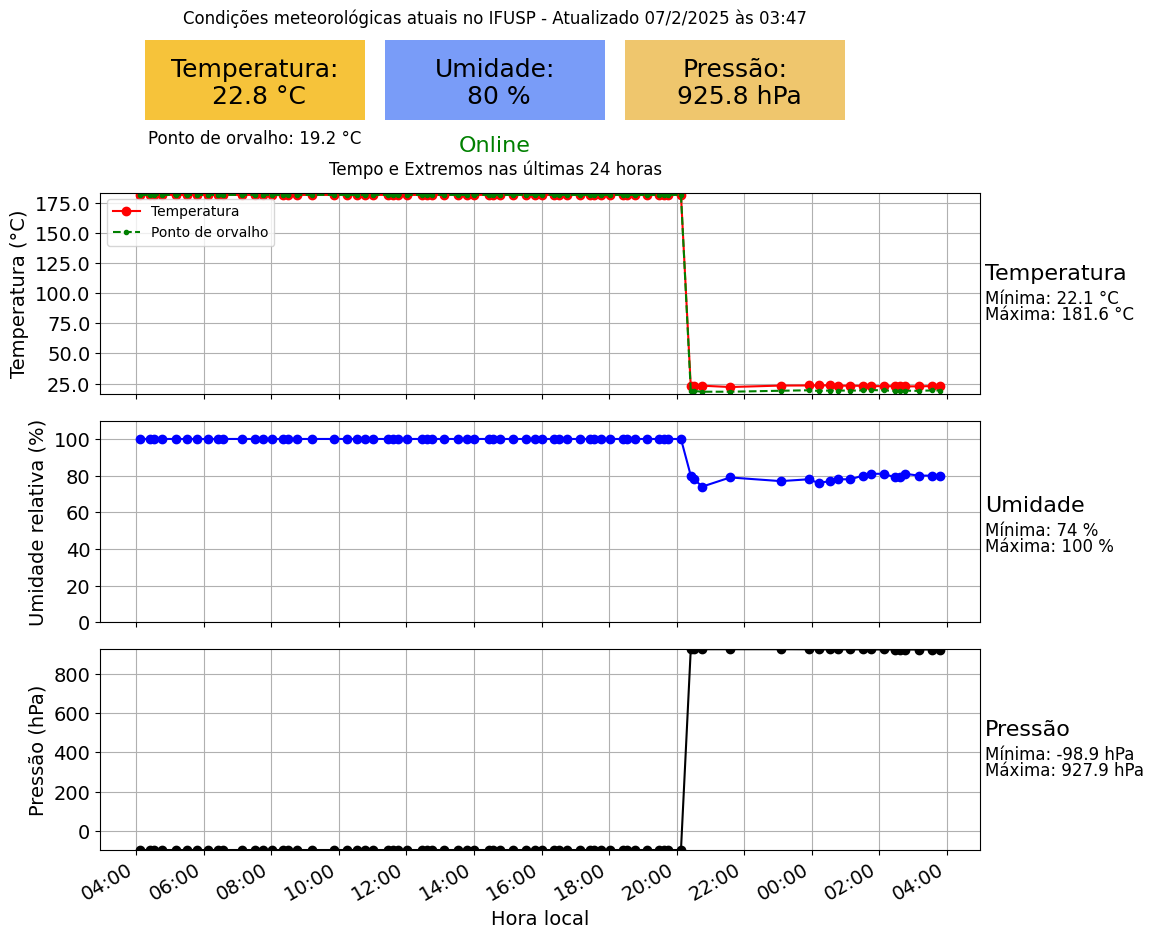 Condições meteorológicas atuais no IFUSP - Atualizado 07/2/2025 às 03:47
Temperatura:
22.8 °C
Umidade:
80 %
Pressão:
925.8 hPa
Ponto de orvalho: 19.2 °C
Online
Tempo e Extremos nas últimas 24 horas
Temperatura (°C)
175.0
150.0
125.0
100.0
75.0
50.0
25.0
Temperatura
Ponto de orvalho
Temperatura
Mínima: 22.1 °C
Máxima: 181.6 °C
Umidade relativa (%)
100
80
60
40
20
0
Umidade
Mínima: 74 %
Máxima: 100 %
Pressão (hPa)
800
600
400
200
0
Pressão
Mínima: -98.9 hPa
Máxima: 927.9 hPa
04:00 06:00 08:00 10:00 12:00 14:00 16:00 18:00 20:00 22:00 00:00 02:00 04:00
Hora local